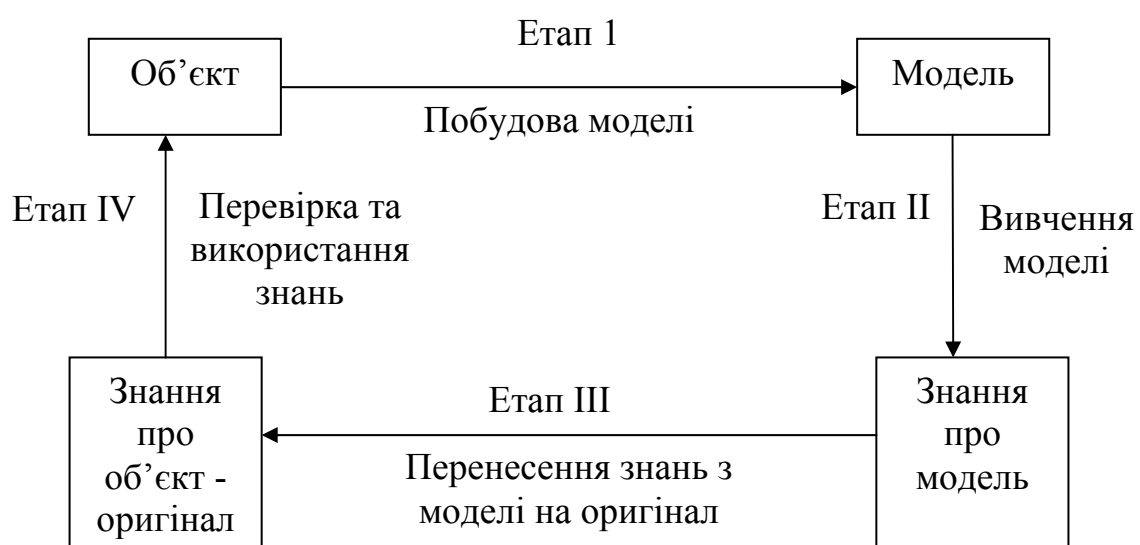 Етап 1
Об’єкт
Модель
Побудова моделі
Етап IV
Перевірка та
використання
знань
Етап II
Вивчення
моделі
Знання
про
об’єкт -
оригінал
Етап III
Перенесення знань з
моделі на оригінал
Знання
про
модель